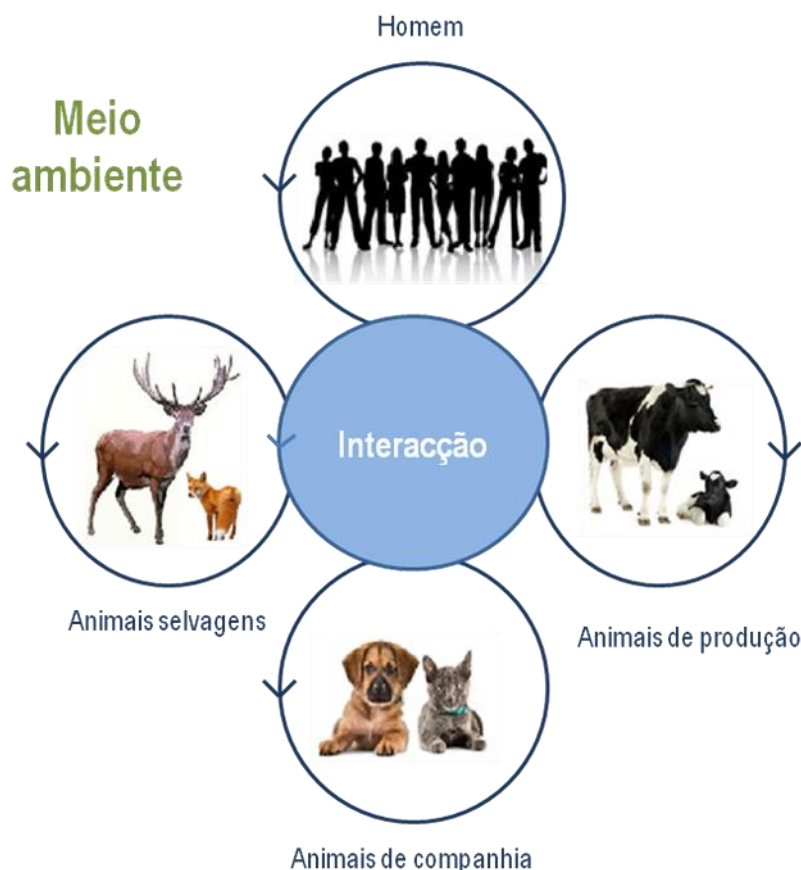 Homem
Meio
ambiente
Interacção
Animais selvagens
Animais de produção
Animais de companhia